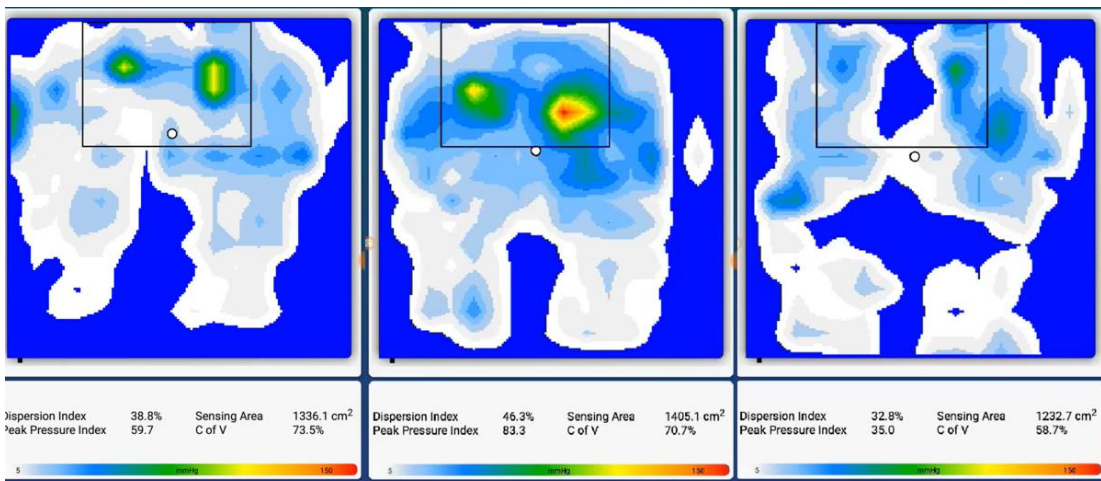 Dispersion Index 38.8% Sensing Area 1336.1 cm²
Peak Pressure Index 59.7 C of V 73.5%
5 mmHg 150
Dispersion Index 46.3% Sensing Area 1405.1 cm²
Peak Pressure Index 83.3 C of V 70.7%
5 mmHg 150
Dispersion Index 32.8% Sensing Area 1232.7 cm²
Peak Pressure Index 35.0 C of V 58.7%
5 mmHg 150